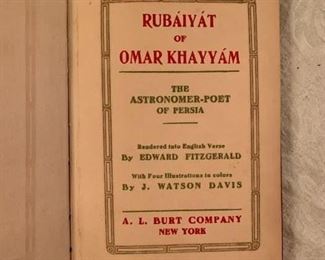 RUBÁIYÁT
OF
OMAR KHAYYÁM
THE
ASTRONOMER-POET
OF PERSIA
Rendered into English Verse
By EDWARD FITZGERALD
With Four Illustrations in colors
By J. WATSON DAVIS
A. L. BURT COMPANY
NEW YORK